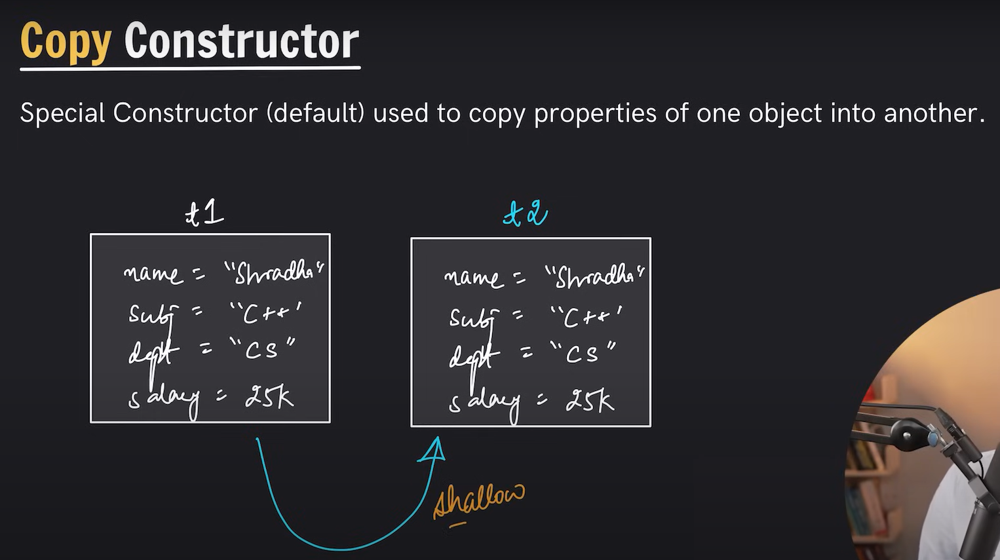 Copy Constructor
Special Constructor (default) used to copy properties of one object into another.
t1
name = "Shradha"
subj = "C++'
dept = "CS"
salary = 25k
t2
name = "Shradha"
subj = "C++'
dept = "CS"
salary = 25k
shallow